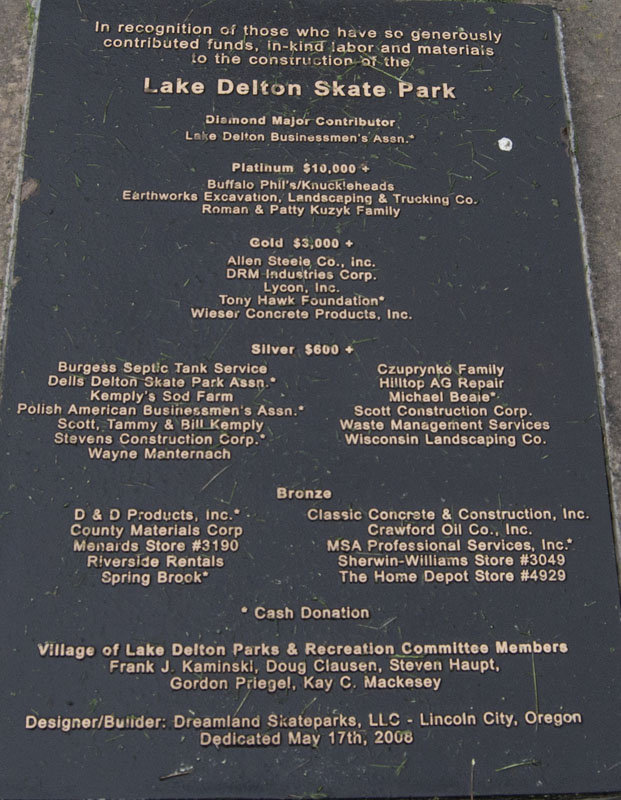 In recognition of those who have so generously
contributed funds, in-kind labor and materials
to the construction of the
Lake Delton Skate Park
Diamond Major Contributor
Lake Delton Businessmen's Assn.*
Platinum $10,000 +
Buffalo Phil's/Knuckleheads
Earthworks Excavation, Landscaping & Trucking Co.
Roman & Patty Kuzyk Family
Gold $3,000 +
Allen Steele Co., Inc.
DRM Industries Corp.
Lycon, Inc.
Tony Hawk Foundation*
Wieser Concrete Products, Inc.
Silver $600 +
Burgess Septic Tank Service
Dells Delton Skate Park Assn.*
Kemply's Sod Farm
Polish American Businessmen's Assn.*
Scott, Tammy & Bill Kemply
Stevens Construction Corp.*
Wayne Manternach
Czuprynko Family
Hilltop AG Repair
Michael Beaie*
Scott Construction Corp.
Waste Management Services
Wisconsin Landscaping Co.
Bronze
D & D Products, Inc.*
County Materials Corp
Menards Store #3190
Riverside Rentals
Spring Brook*
Classic Concrete & Construction, Inc.
Crawford Oil Co., Inc.
MSA Professional Services, Inc.*
Sherwin-Williams Store #3049
The Home Depot Store #4929
* Cash Donation
Village of Lake Delton Parks & Recreation Committee Members
Frank J. Kaminski, Doug Clausen, Steven Haupt,
Gordon Priegel, Kay C. Mackesey
Designer/Builder: Dreamland Skateparks, LLC - Lincoln City, Oregon
Dedicated May 17th, 2008